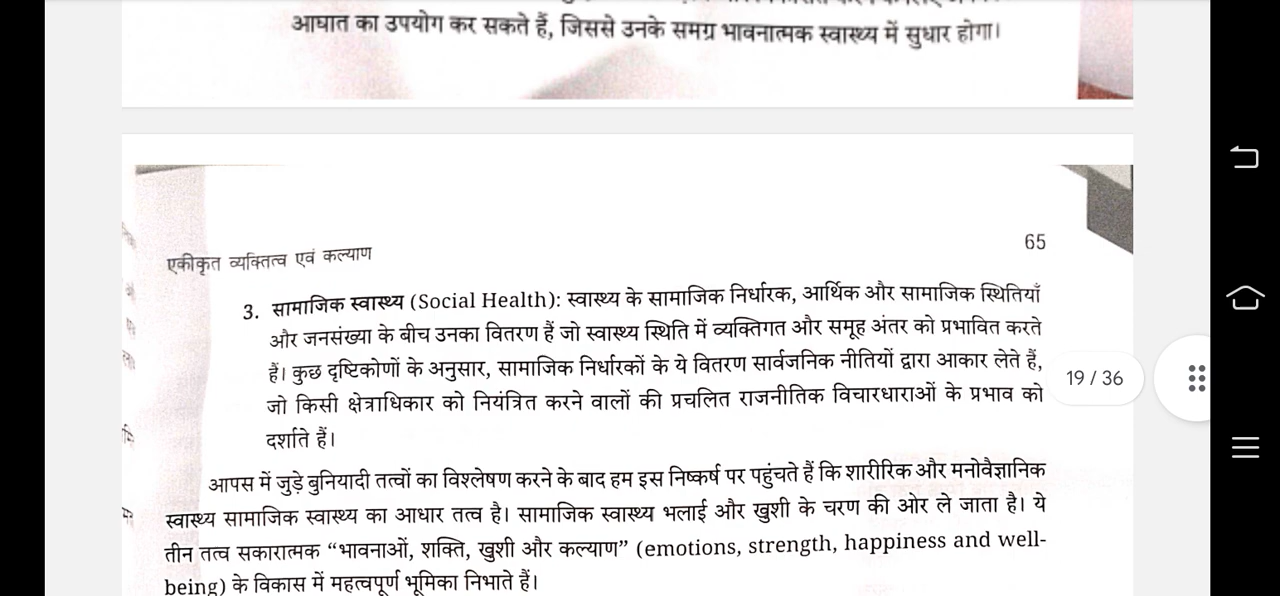 आघात का उपयोग कर सकते हैं, जिससे उनके समग्र भावनात्मक स्वास्थ्य में सुधार होगा।
65
एकीकृत व्यक्तित्व एवं कल्याण
3. सामाजिक स्वास्थ्य (Social Health): स्वास्थ्य के सामाजिक निर्धारक, आर्थिक और सामाजिक स्थितियाँ
और जनसंख्या के बीच उनका वितरण हैं जो स्वास्थ्य स्थिति में व्यक्तिगत और समूह अंतर को प्रभावित करते
हैं। कुछ दृष्टिकोणों के अनुसार, सामाजिक निर्धारकों के ये वितरण सार्वजनिक नीतियों द्वारा आकार लेते हैं,
जो किसी क्षेत्राधिकार को नियंत्रित करने वालों की प्रचलित राजनीतिक विचारधाराओं के प्रभाव को
दर्शाते हैं।
19 / 36
आपस में जुड़े बुनियादी तत्वों का विश्लेषण करने के बाद हम इस निष्कर्ष पर पहुंचते हैं कि शारीरिक और मनोवैज्ञानिक
स्वास्थ्य सामाजिक स्वास्थ्य का आधार तत्व है। सामाजिक स्वास्थ्य भलाई और खुशी के चरण की ओर ले जाता है। ये
तीन तत्व सकारात्मक “भावनाओं, शक्ति, खुशी और कल्याण” (emotions, strength, happiness and well-
being) के विकास में महत्वपूर्ण भूमिका निभाते हैं।